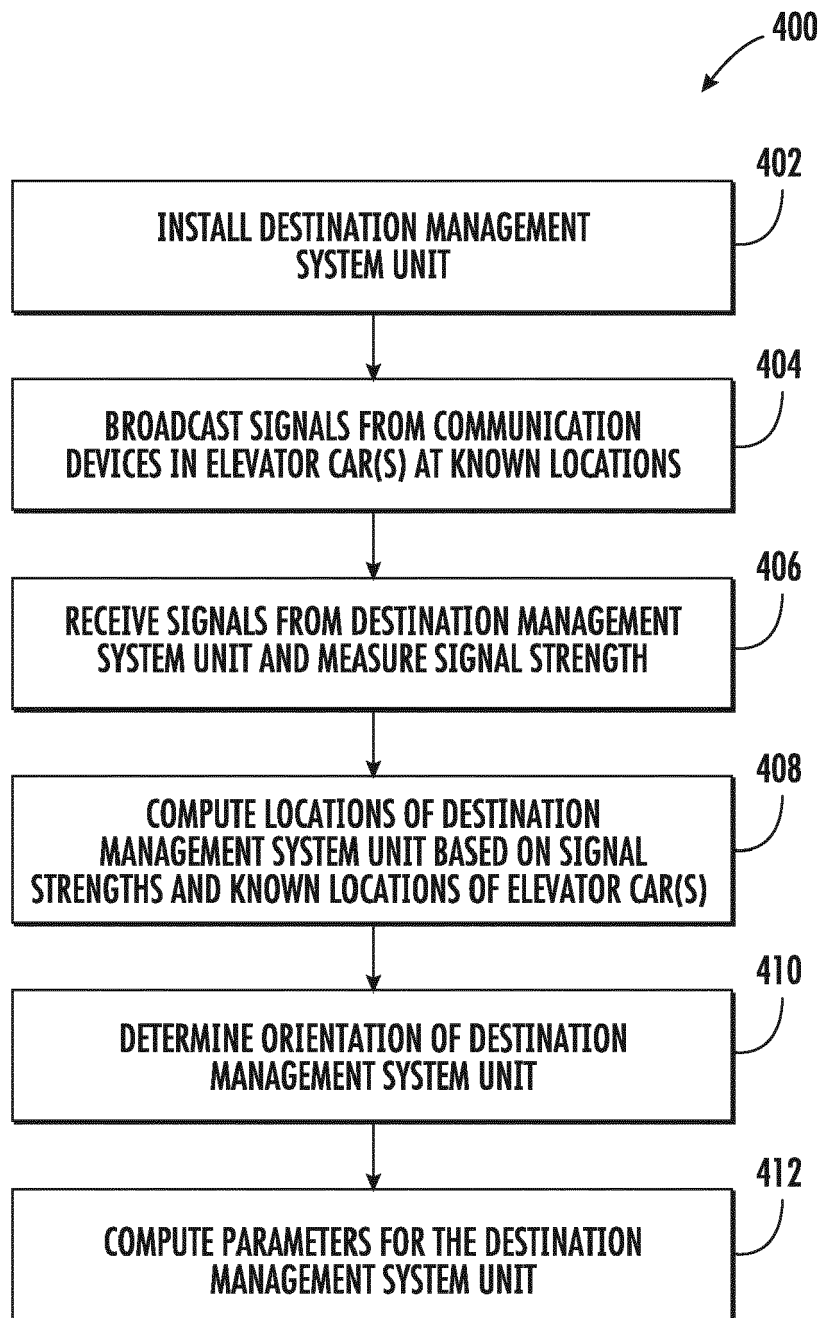 400
402
INSTALL DESTINATION MANAGEMENT
SYSTEM UNIT
404
BROADCAST SIGNALS FROM COMMUNICATION
DEVICES IN ELEVATOR CAR(S) AT KNOWN LOCATIONS
406
RECEIVE SIGNALS FROM DESTINATION MANAGEMENT
SYSTEM UNIT AND MEASURE SIGNAL STRENGTH
408
COMPUTE LOCATIONS OF DESTINATION
MANAGEMENT SYSTEM UNIT BASED ON SIGNAL
STRENGTHS AND KNOWN LOCATIONS OF ELEVATOR CAR(S)
410
DETERMINE ORIENTATION OF DESTINATION
MANAGEMENT SYSTEM UNIT
412
COMPUTE PARAMETERS FOR THE DESTINATION
MANAGEMENT SYSTEM UNIT